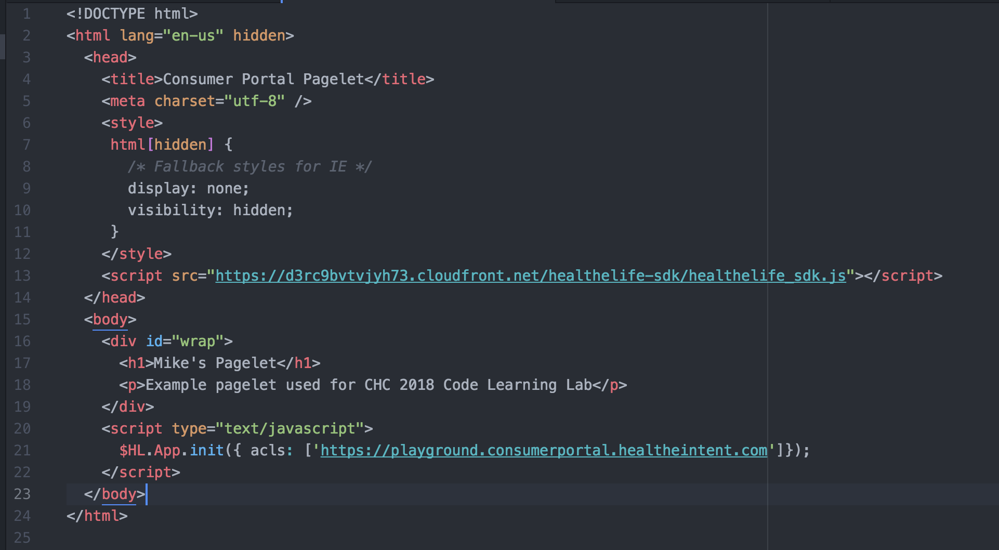 1 <!DOCTYPE html>
2 <html lang="en-us" hidden>
3   <head>
4     <title>Consumer Portal Pagelet</title>
5     <meta charset="utf-8" />
6     <style>
7      html[hidden] {
8        /* Fallback styles for IE */
9        display: none;
10        visibility: hidden;
11      }
12     </style>
13     <script src="https://d3rc9bvtvjyh73.cloudfront.net/healthelife-sdk/healthelife_sdk.js"></script>
14   </head>
15   <body>
16     <div id="wrap">
17       <h1>Mike's Pagelet</h1>
18       <p>Example pagelet used for CHC 2018 Code Learning Lab</p>
19     </div>
20     <script type="text/javascript">
21       $HL.App.init({ acls: ['https://playground.consumerportal.healtheintent.com']});
22     </script>
23   </body>
24 </html>
25